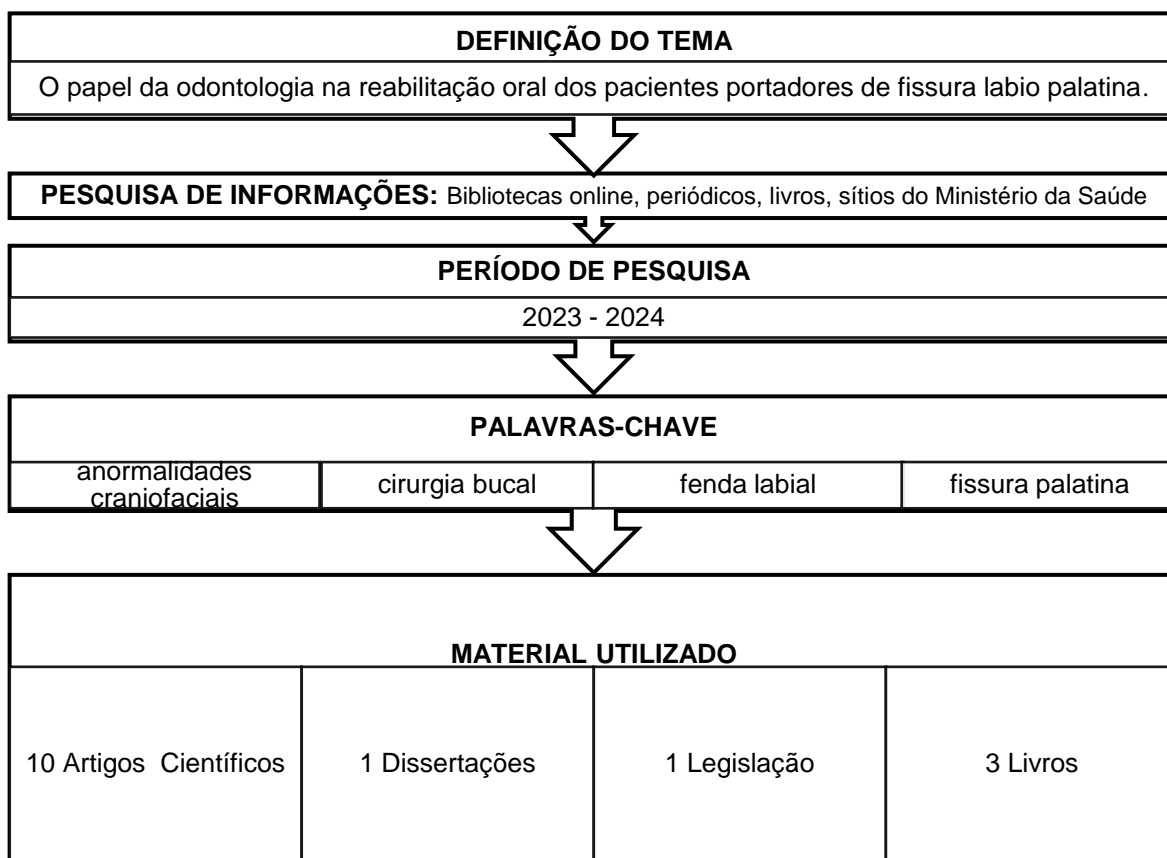 DEFINIÇÃO DO TEMA
O papel da odontologia na reabilitação oral dos pacientes portadores de fissura labio palatina.
PESQUISA DE INFORMAÇÕES: Bibliotecas online, periódicos, livros, sítios do Ministério da Saúde
PERÍODO DE PESQUISA
2023 - 2024
PALAVRAS-CHAVE
anormalidades
craniofaciais
cirurgia bucal
fenda labial
fissura palatina
MATERIAL UTILIZADO
10 Artigos Científicos
1 Dissertações
1 Legislação
3 Livros